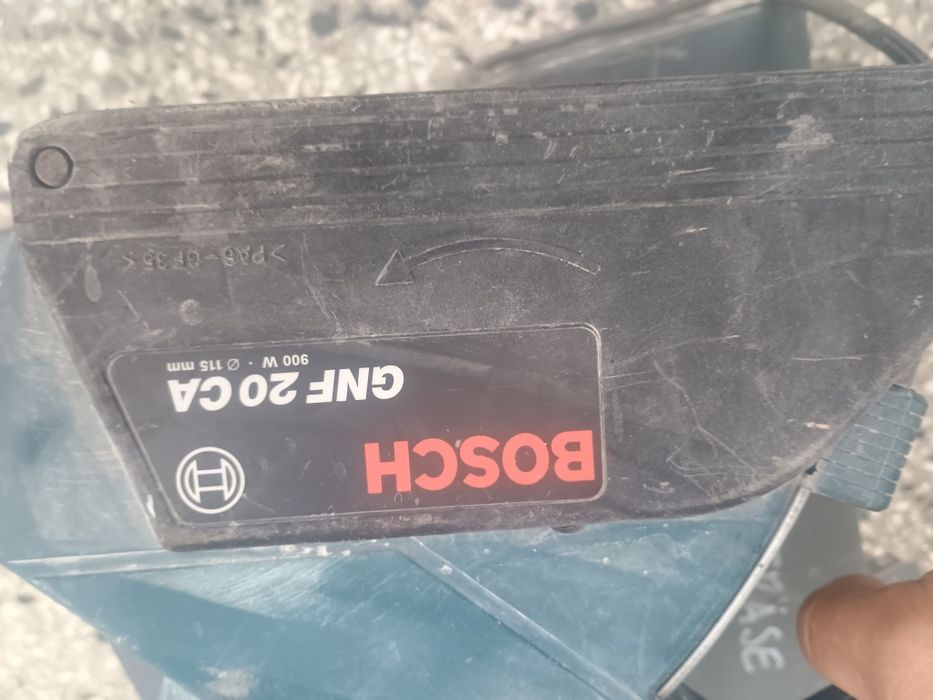 BOSCH
GNF 20 CA
900 W · Ø 115 mm
>PA6-GF35<